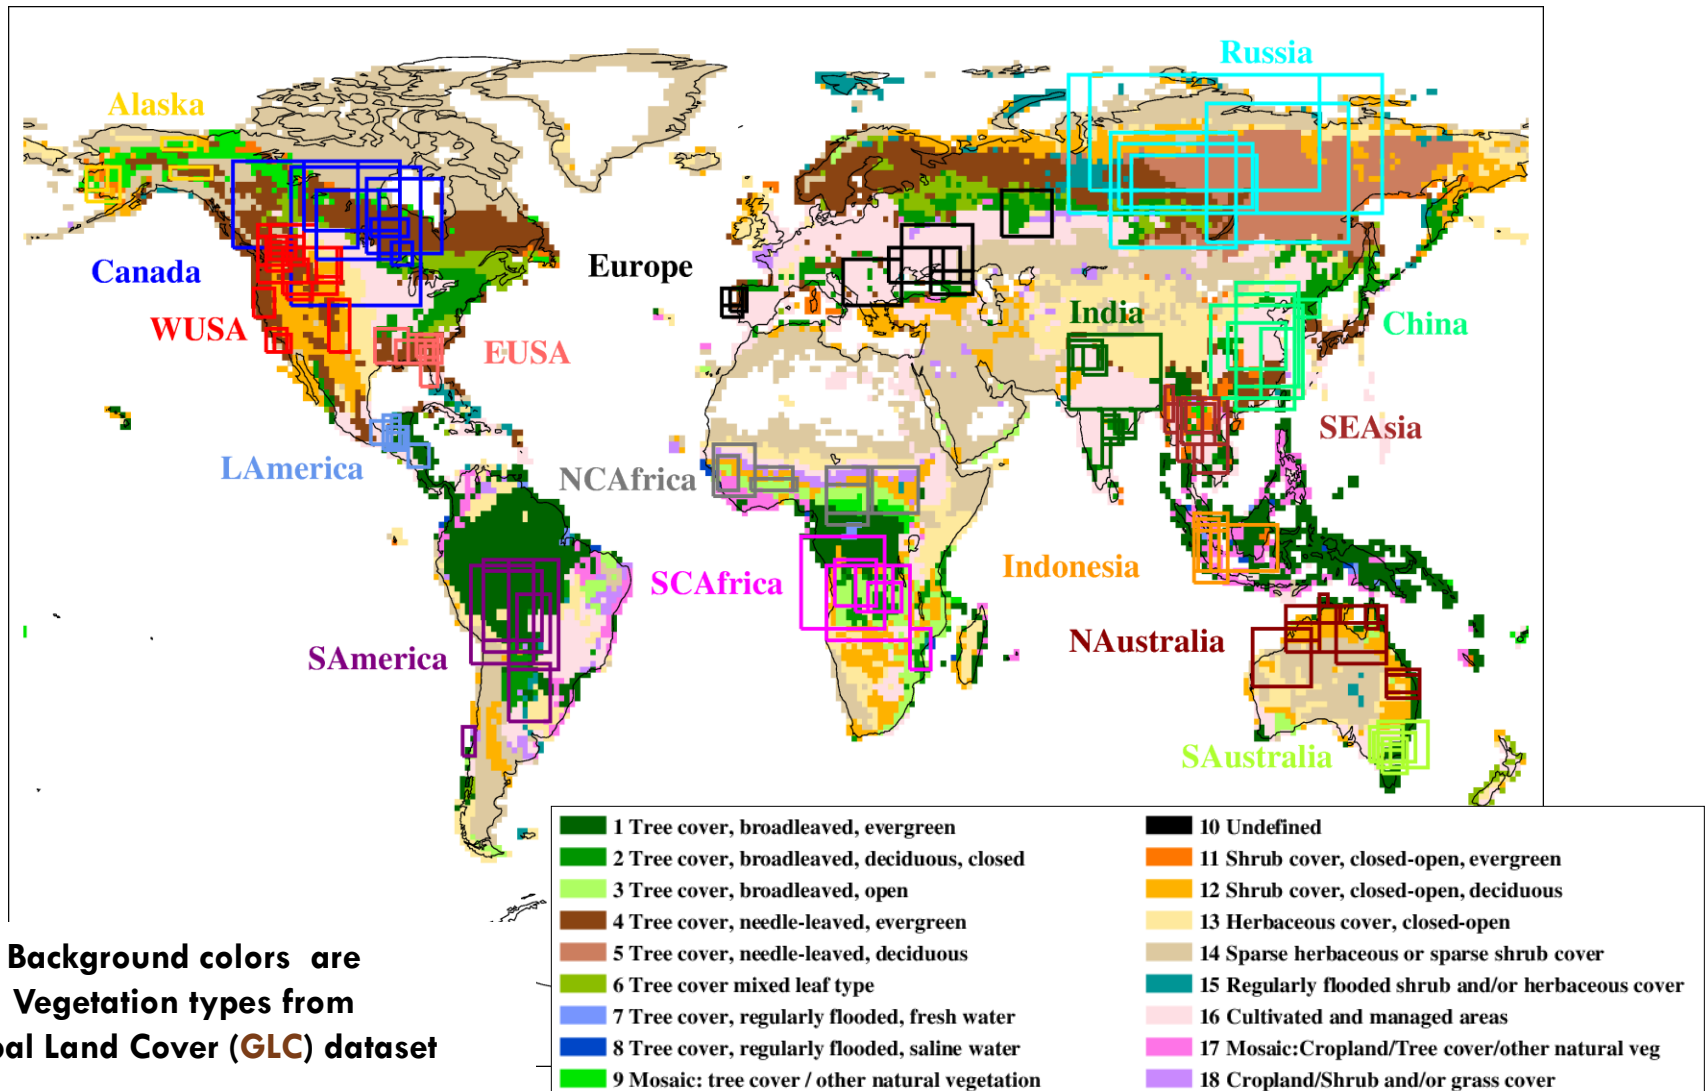 Russia
Alaska
Canada
Europe
India
China
WUSA
EUSA
SEAsia
LAmerica
NCAfrica
Indonesia
SCAfrica
SAmerica
NAustralia
SAustralia
1 Tree cover, broadleaved, evergreen
2 Tree cover, broadleaved, deciduous, closed
3 Tree cover, broadleaved, open
4 Tree cover, needle-leaved, evergreen
5 Tree cover, needle-leaved, deciduous
6 Tree cover mixed leaf type
7 Tree cover, regularly flooded, fresh water
8 Tree cover, regularly flooded, saline water
9 Mosaic: tree cover / other natural vegetation
10 Undefined
11 Shrub cover, closed-open, evergreen
12 Shrub cover, closed-open, deciduous
13 Herbaceous cover, closed-open
14 Sparse herbaceous or sparse shrub cover
15 Regularly flooded shrub and/or herbaceous cover
16 Cultivated and managed areas
17 Mosaic:Cropland/Tree cover/other natural veg
18 Cropland/Shrub and/or grass cover
Background colors are
Vegetation types from
bal Land Cover (GLC) dataset